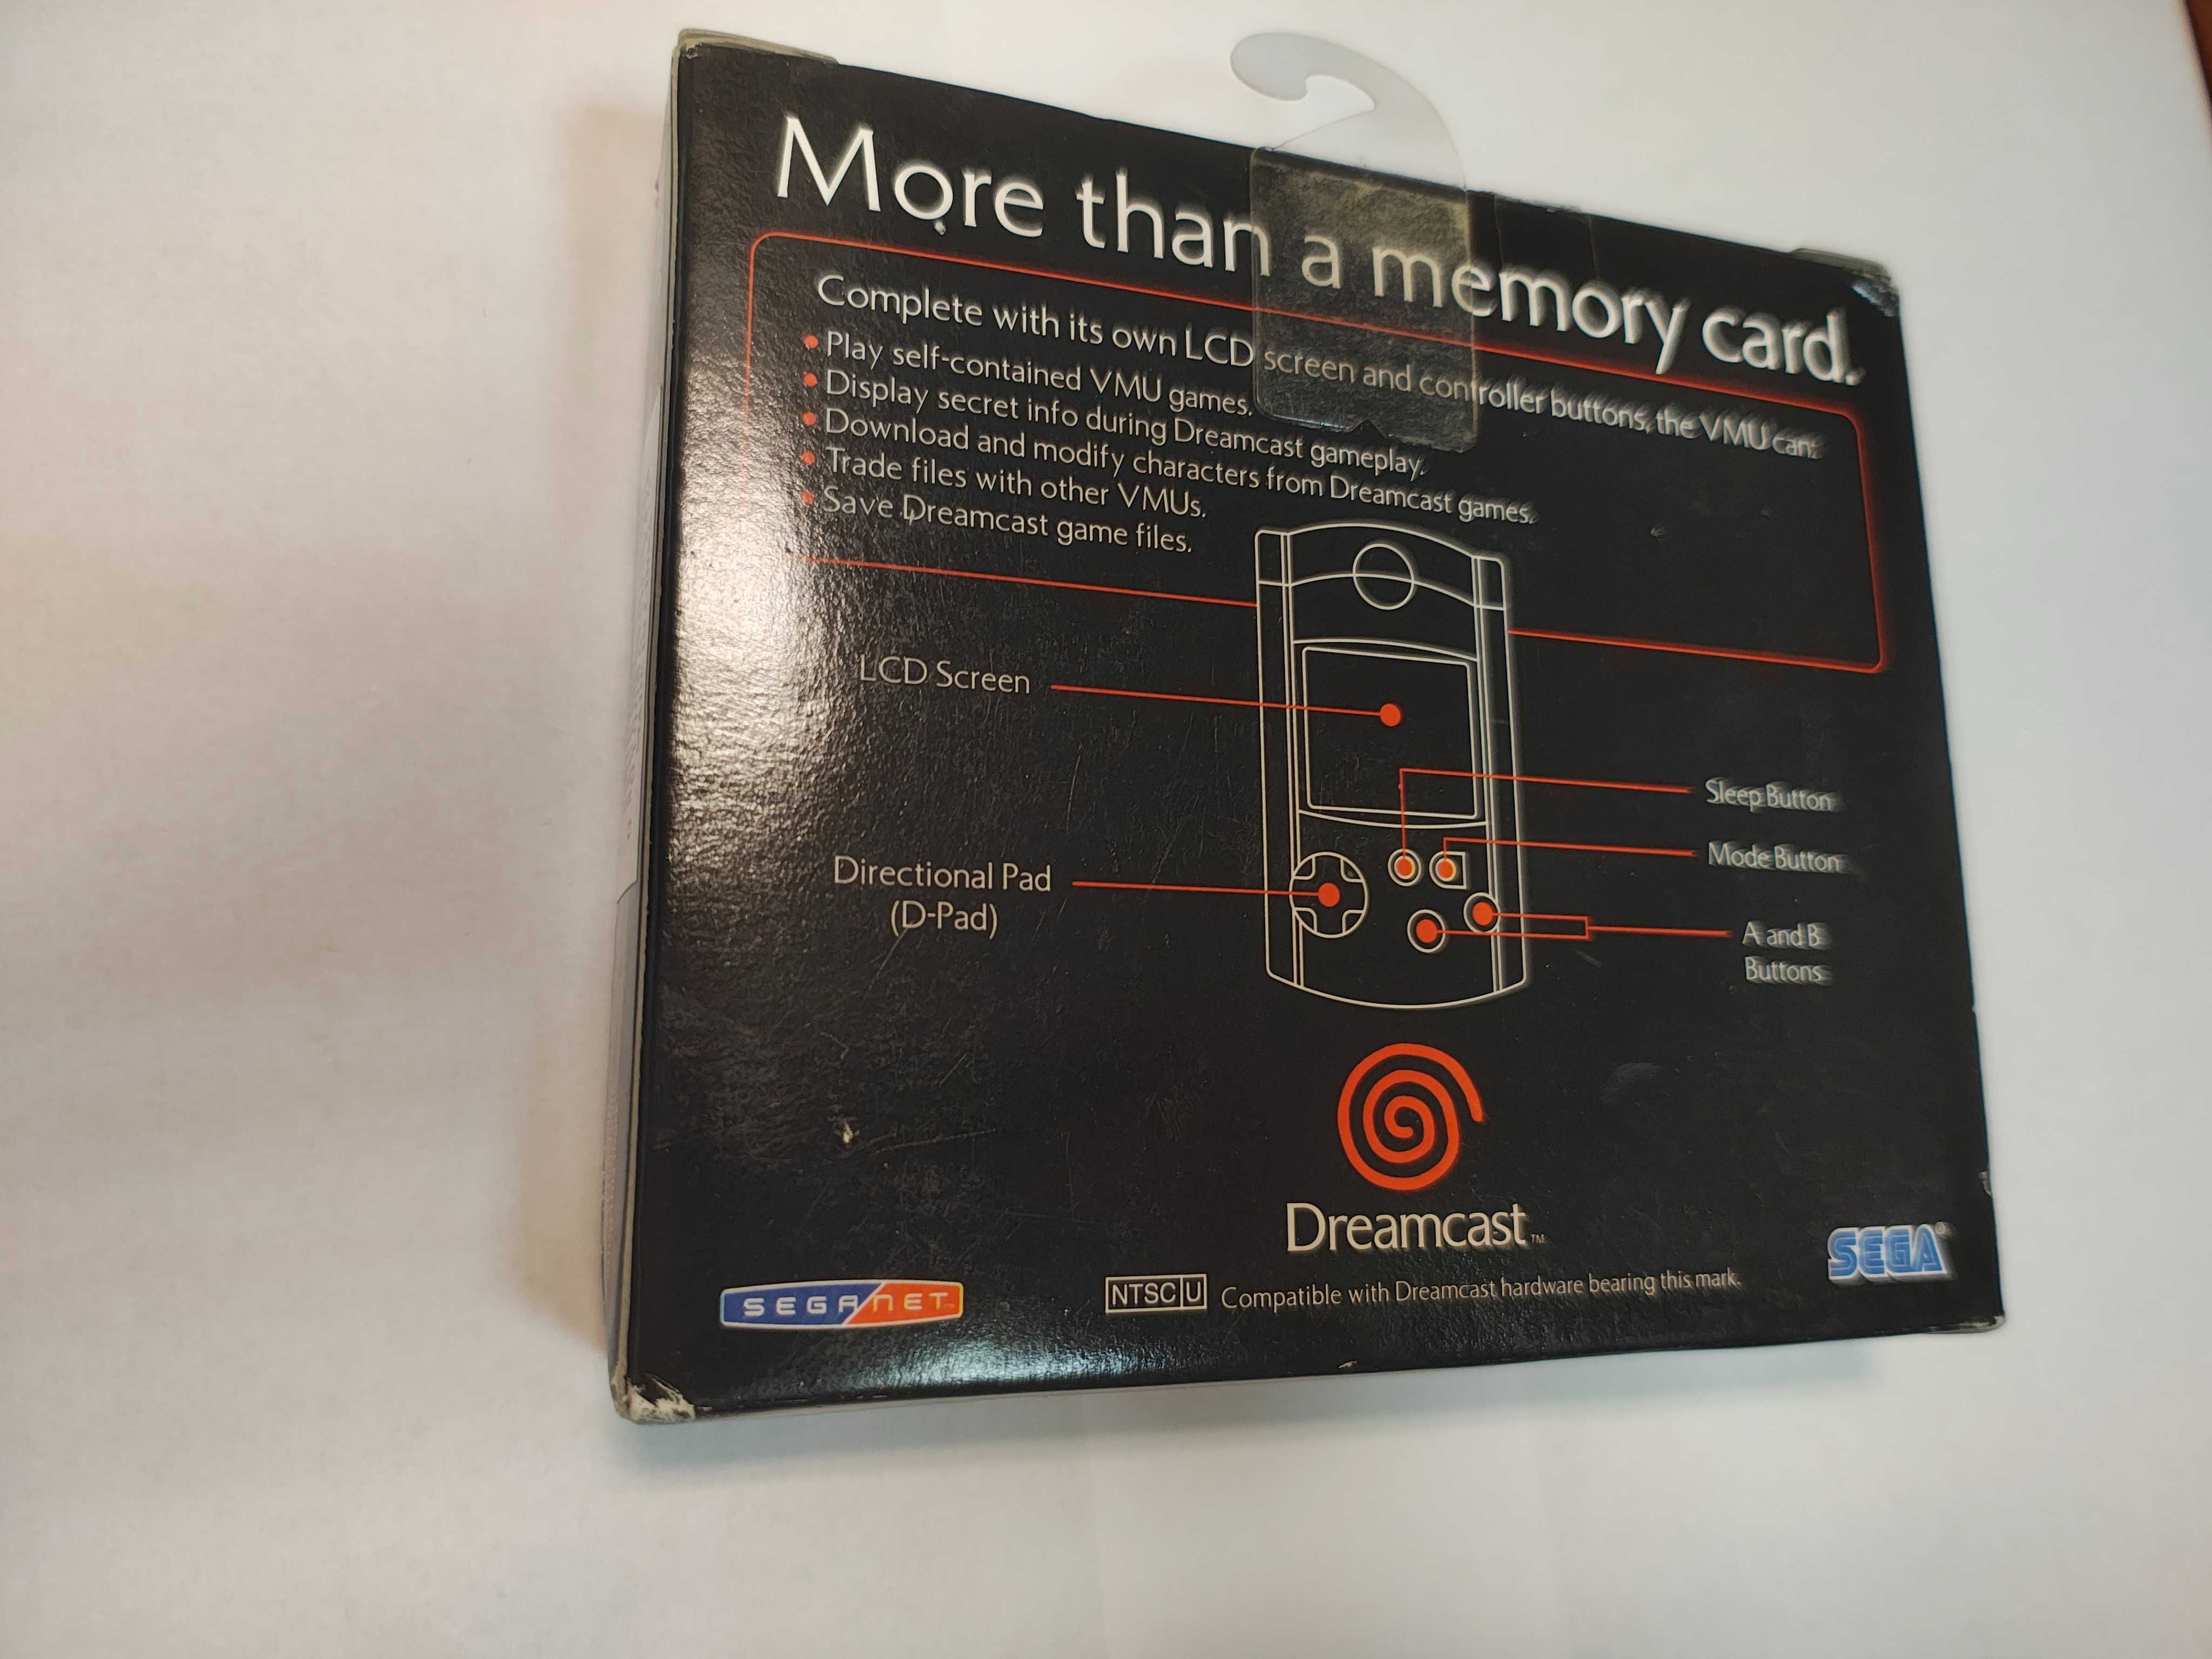 More than a memory card.
Complete with its own LCD screen and controller buttons, the VMU can:
• Play self-contained VMU games.
• Display secret info during Dreamcast gameplay.
• Download and modify characters from Dreamcast games.
• Trade files with other VMUs.
• Save Dreamcast game files.
LCD Screen
Sleep Button
Mode Button
Directional Pad
(D-Pad)
A and B
Buttons
Dreamcast™
SEGA®
SEGANET
NTSC U Compatible with Dreamcast hardware bearing this mark.